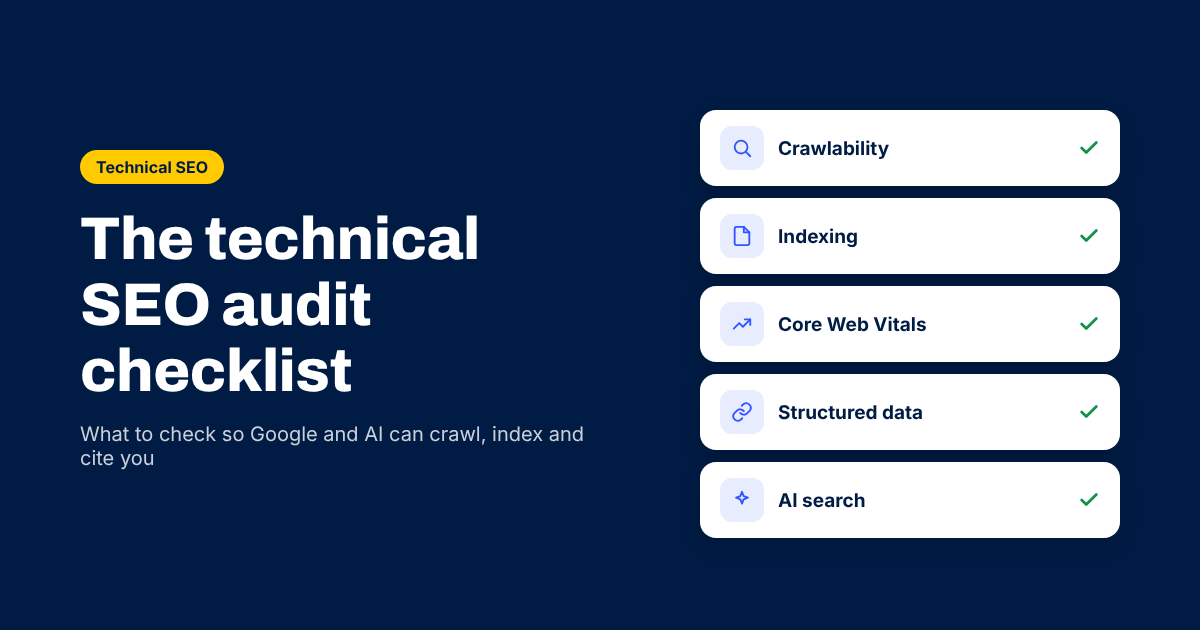 Technical SEO
The technical
SEO audit
checklist
What to check so Google and AI can crawl, index and
cite you
Crawlability
Indexing
Core Web Vitals
Structured data
AI search